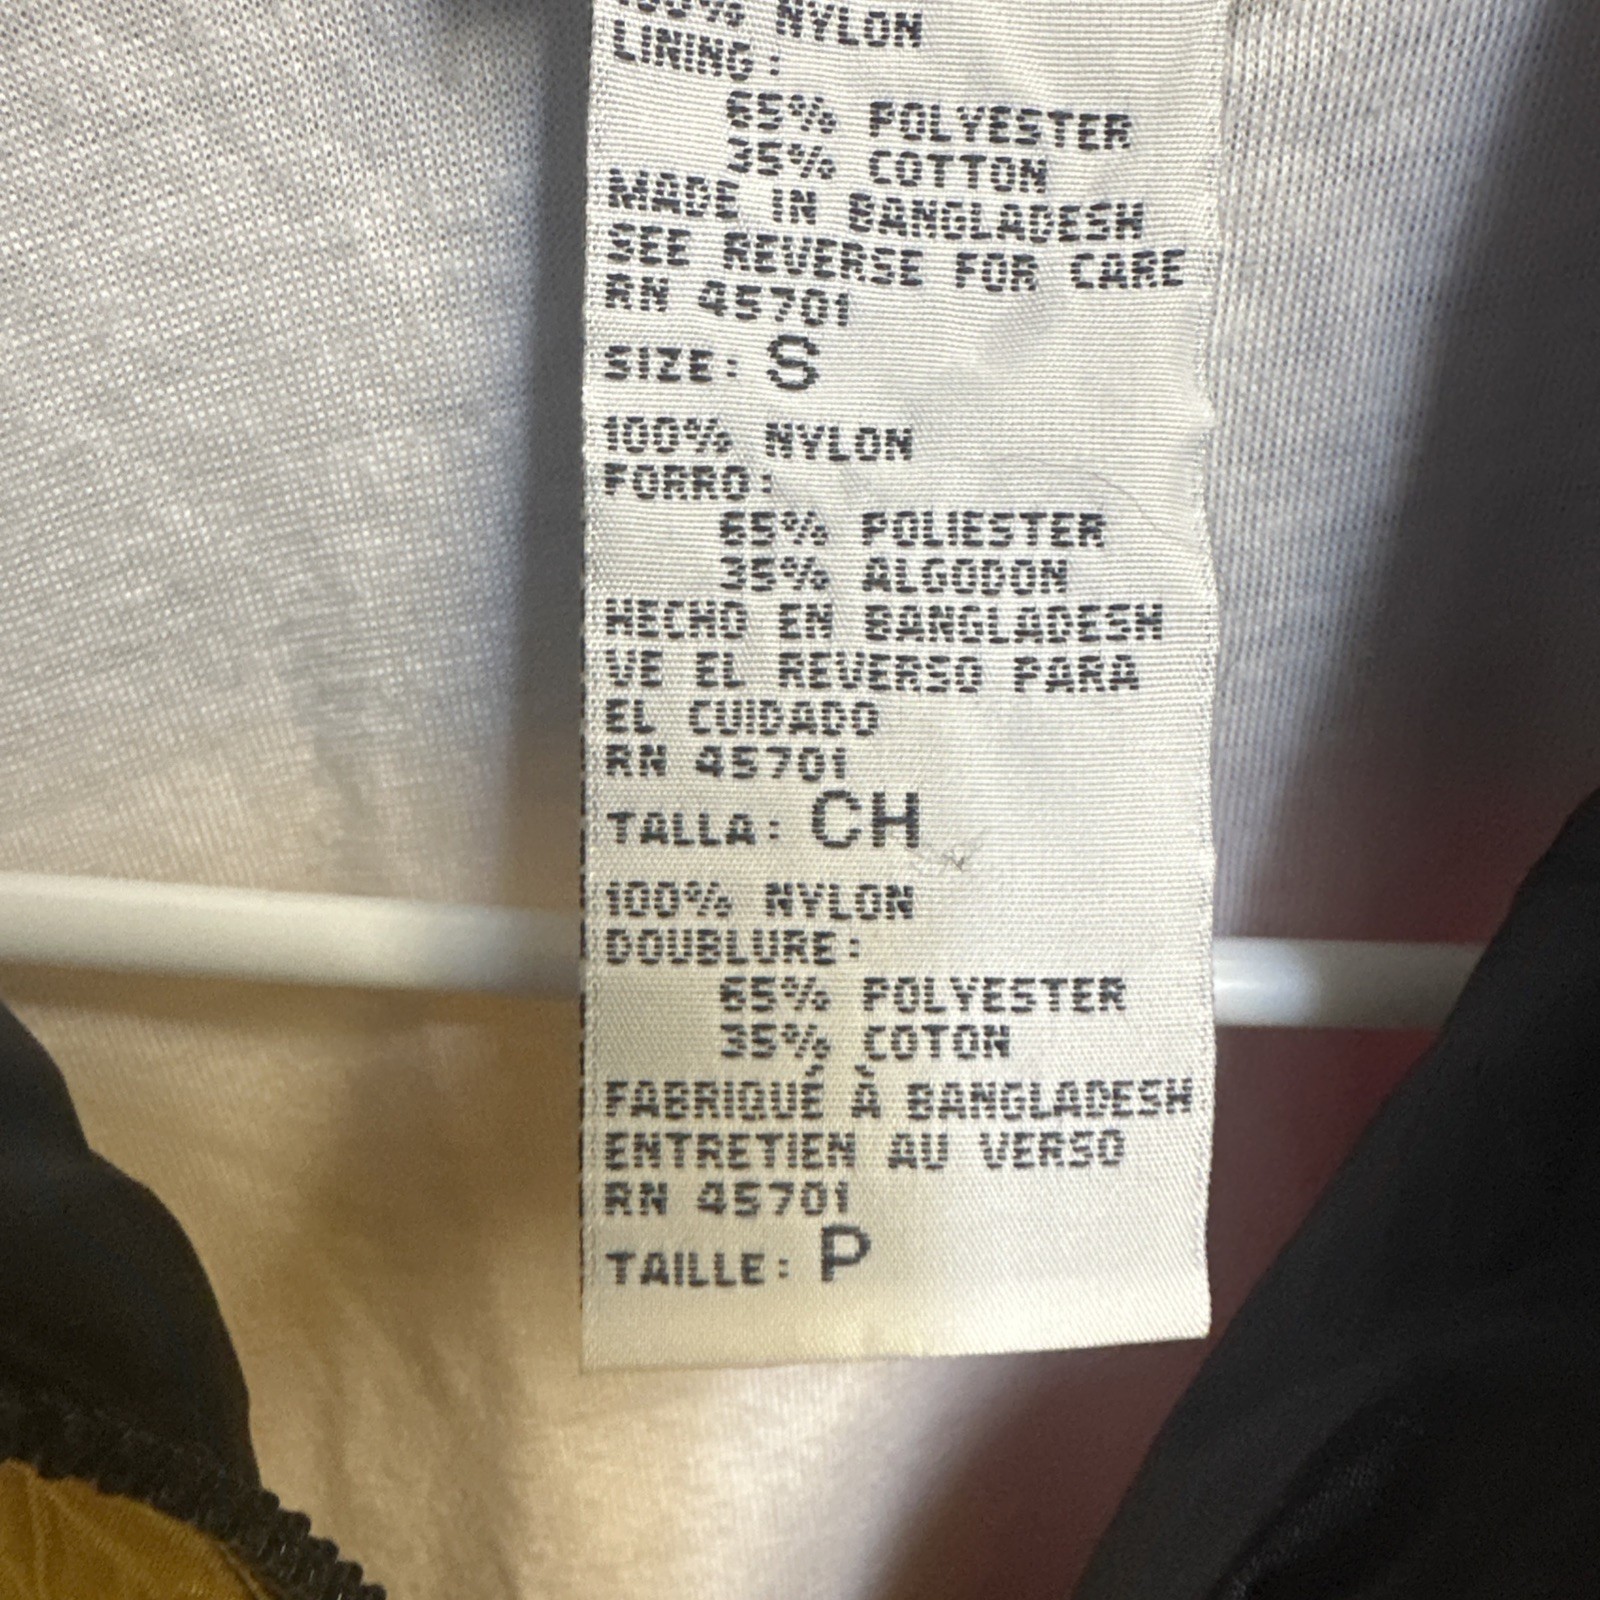 100% NYLON
LINING:
65% POLYESTER
35% COTTON
MADE IN BANGLADESH
SEE REVERSE FOR CARE
RN 45701
SIZE: S
100% NYLON
FORRO:
65% POLIESTER
35% ALGODON
HECHO EN BANGLADESH
VE EL REVERSO PARA
EL CUIDADO
RN 45701
TALLA: CH
100% NYLON
DOUBLURE:
65% POLYESTER
35% COTON
FABRIQUÈ À BANGLADESH
ENTRETIEN AU VERSO
RN 45701
TAILLE: P